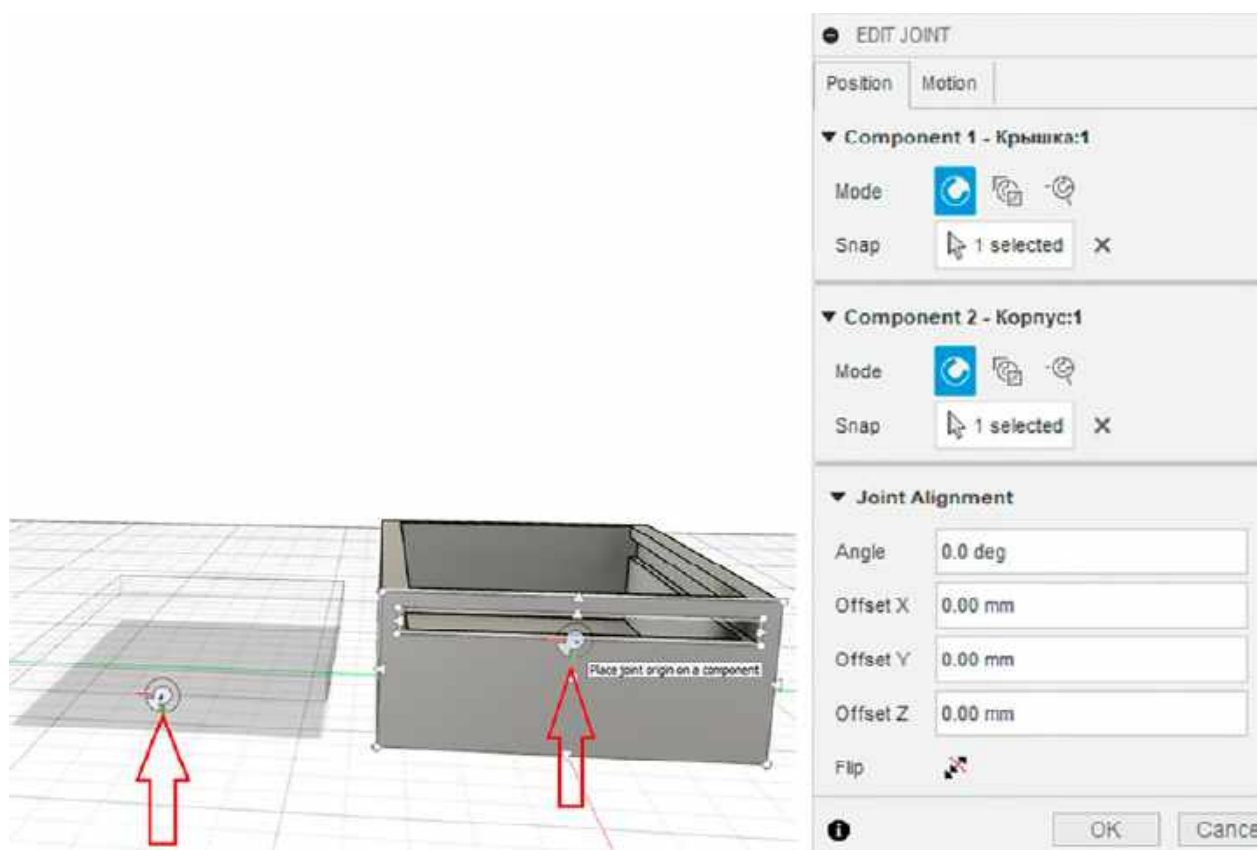 EDIT JOINT
Position Motion
Component 1 - Крышка:1
Mode
Snap 1 selected
Component 2 - Корпус:1
Mode
Snap 1 selected
Joint Alignment
Angle 0.0 deg
Offset X 0.00 mm
Offset Y 0.00 mm
Place joint origin on a component
Offset Z 0.00 mm
Flip
OK Cance